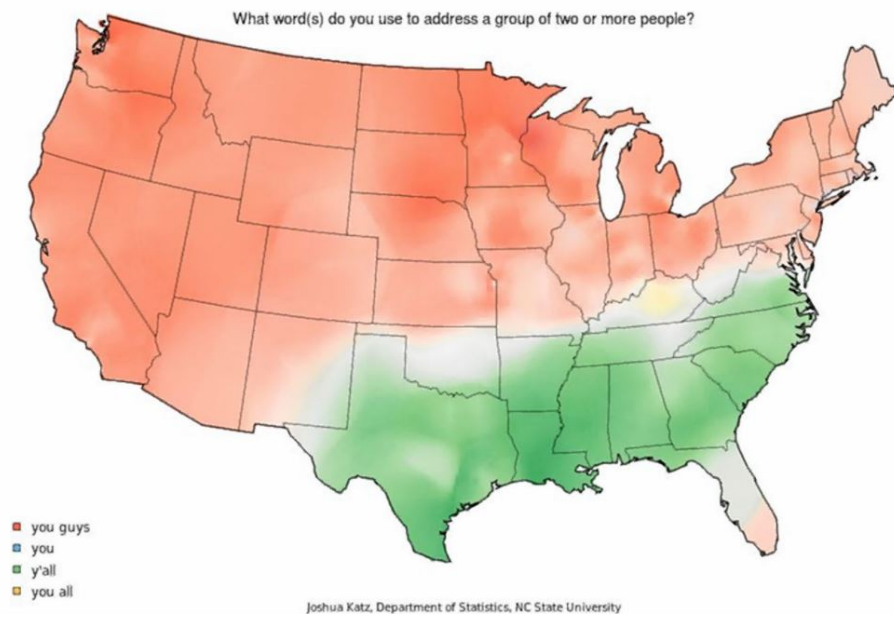 What word(s) do you use to address a group of two or more people?
you guys
you
y'all
you all
Joshua Katz, Department of Statistics, NC State University